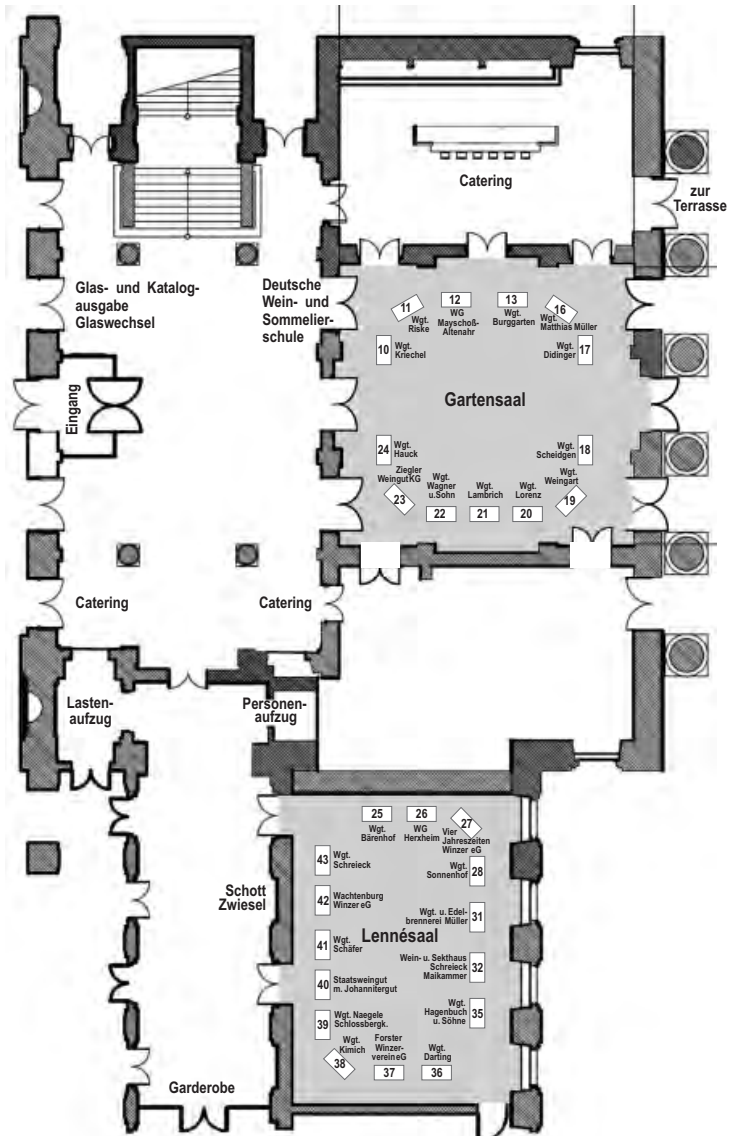 Catering
zur
Terrasse
Glas- und Katalog-
ausgabe
Glaswechsel
Deutsche
Wein- und
Sommelier-
schule
11
Wgt.
Riske
12
WG
Mayschoß-
Altenahr
13
Wgt.
Burggarten
16
Wgt.
Matthias Müller
10
Wgt.
Kriechel
17
Wgt.
Didinger
Eingang
Gartensaal
24
Wgt.
Hauck
18
Wgt.
Scheidgen
Ziegler
Weingut KG
23
Wgt.
Wagner
u. Sohn
22
Wgt.
Lambrich
21
Wgt.
Lorenz
20
Wgt.
Weingart
19
Catering
Catering
Lasten-
aufzug
Personen-
aufzug
25
Wgt.
Bärenhof
26
WG
Herxheim
27
Vier
Jahreszeiten
Winzer eG
43
Wgt.
Schreieck
Wgt.
Sonnenhof
28
Schott
Zwiesel
42
Wachtenburg
Winzer eG
Wgt. u. Edel-
brennerei Müller
31
Lennésaal
41
Wgt.
Schäfer
Wein- u. Sekthaus
Schreieck
Maikammer
32
40
Staatsweingut
m. Johannitergut
Wgt.
Hagenbuch
u. Söhne
35
39
Wgt. Naegele
Schlossbergk.
Wgt.
Kimich
38
Forster
Winzer-
verein eG
37
Wgt.
Darting
36
Garderobe